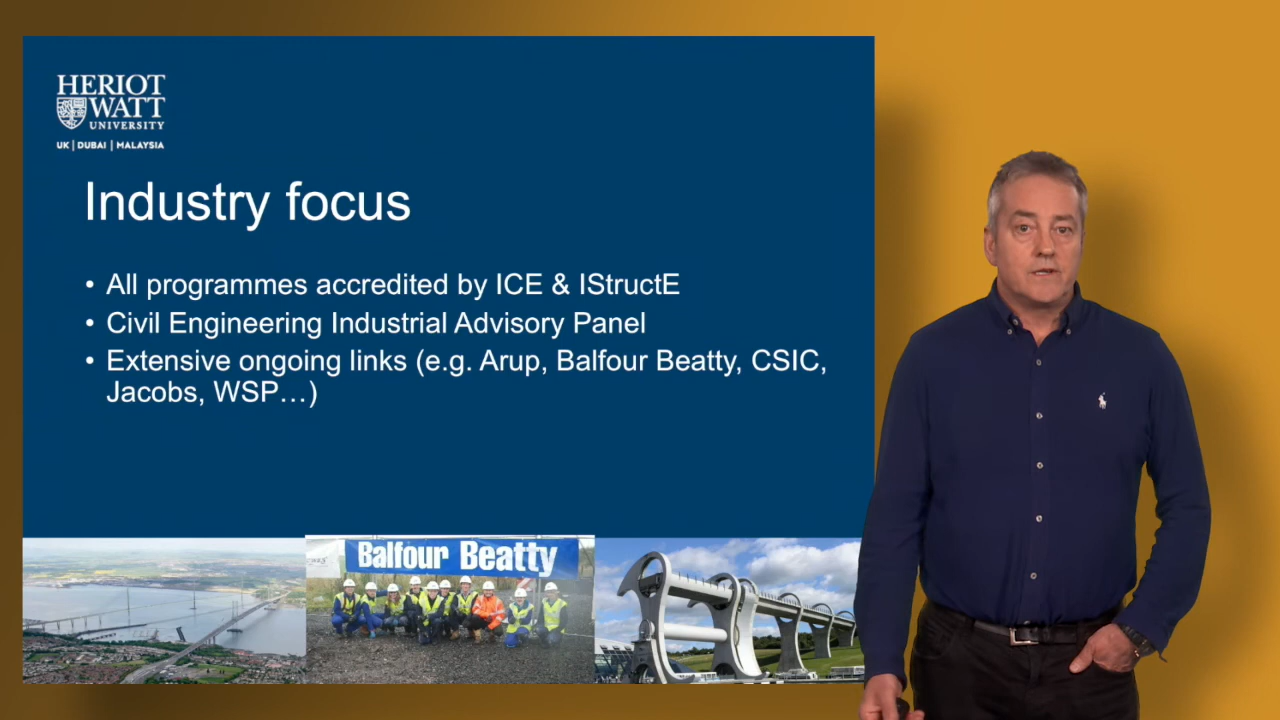 HERIOT
WATT
UNIVERSITY
UK | DUBAI | MALAYSIA
Industry focus
• All programmes accredited by ICE & IStructE
• Civil Engineering Industrial Advisory Panel
• Extensive ongoing links (e.g. Arup, Balfour Beatty, CSIC,
Jacobs, WSP…)
Balfour Beatty